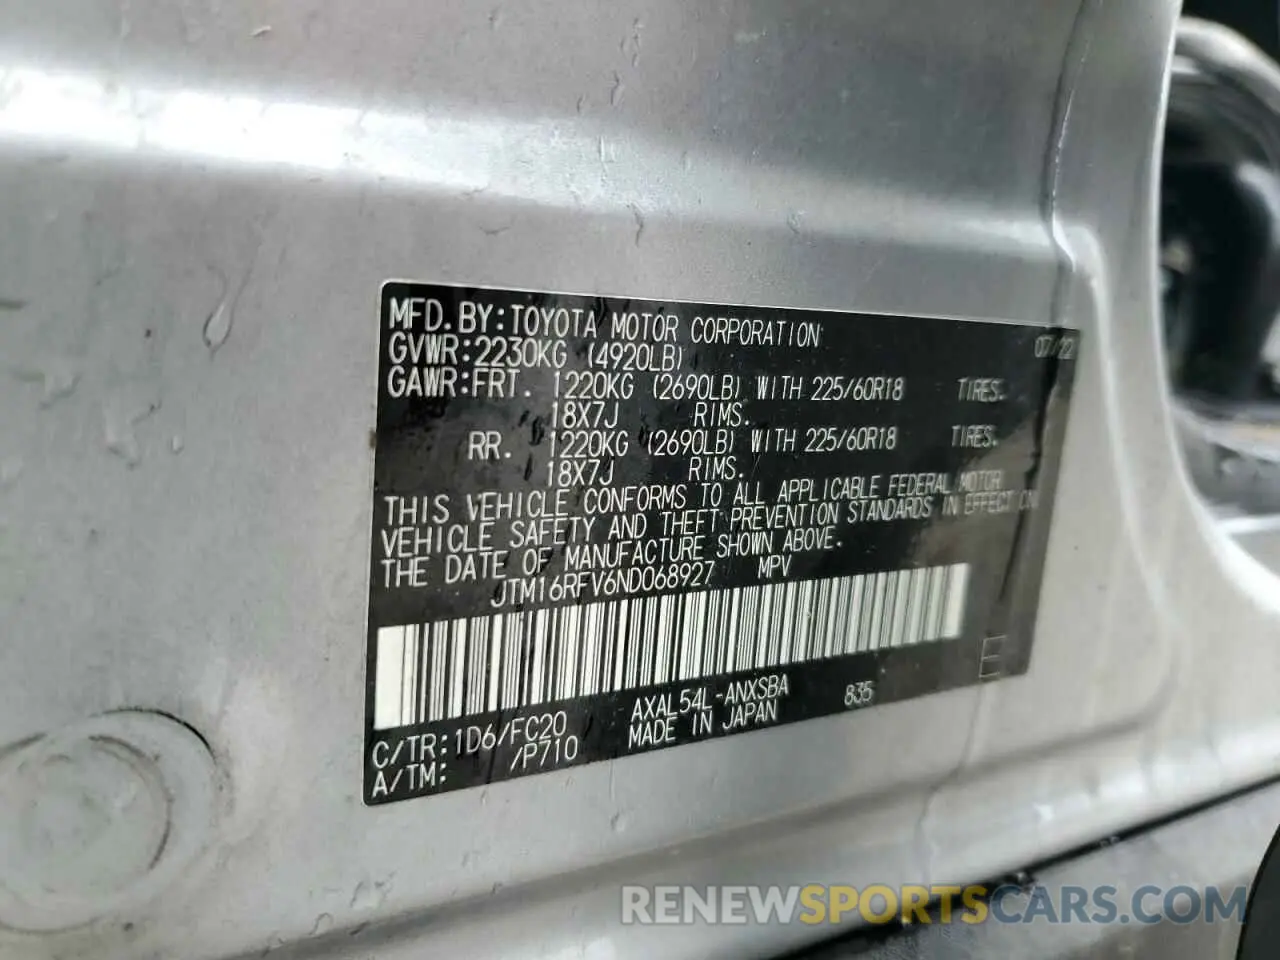 MFD. BY:TOYOTA MOTOR CORPORATION 07/22
GVWR:2230KG (4920LB)
GAWR:FRT. 1220KG (2690LB) WITH 225/60R18 TIRES.
18X7J RIMS.
RR. 1220KG (2690LB) WITH 225/60R18 TIRES.
18X7J RIMS.
THIS VEHICLE CONFORMS TO ALL APPLICABLE FEDERAL MOTOR
VEHICLE SAFETY AND THEFT PREVENTION STANDARDS IN EFFECT ON
THE DATE OF MANUFACTURE SHOWN ABOVE.
JTM16RFV6ND068927 MPV
C/TR:1D6/FC20 AXAL54L-ANXSBA 835
A/TM: /P710 MADE IN JAPAN
RENEWSPORTSCARS.COM